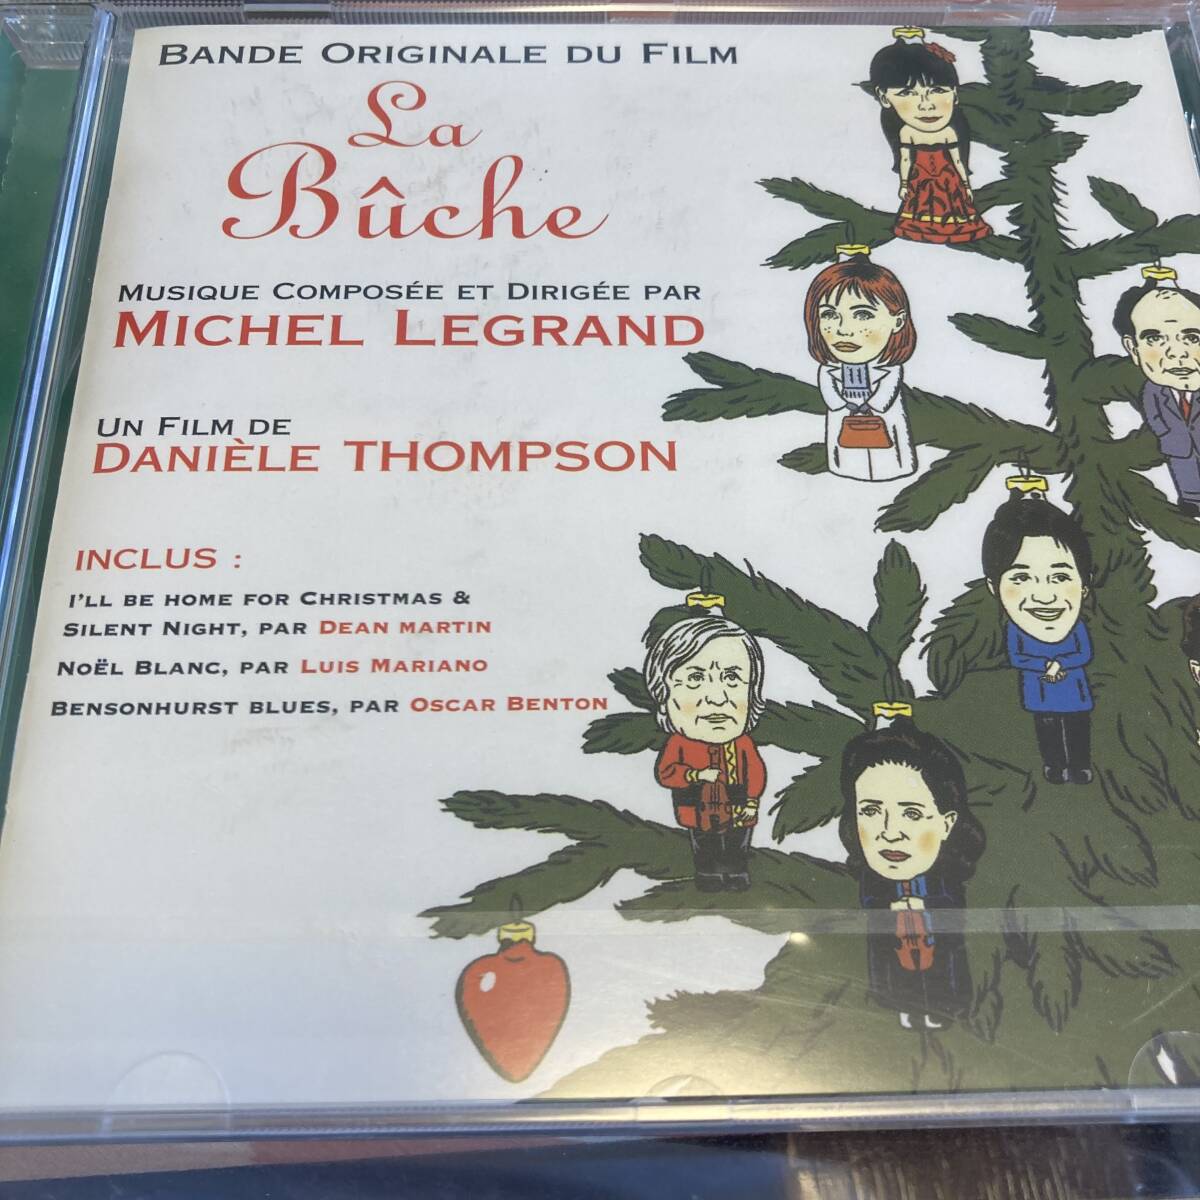 BANDE ORIGINALE DU FILM
La
Bûche
MUSIQUE COMPOSÉE ET DIRIGÉE PAR
MICHEL LEGRAND
UN FILM DE
DANIÈLE THOMPSON
INCLUS :
I'LL BE HOME FOR CHRISTMAS &
SILENT NIGHT, PAR DEAN MARTIN
NOËL BLANC, PAR LUIS MARIANO
BENSONHURST BLUES, PAR OSCAR BENTON